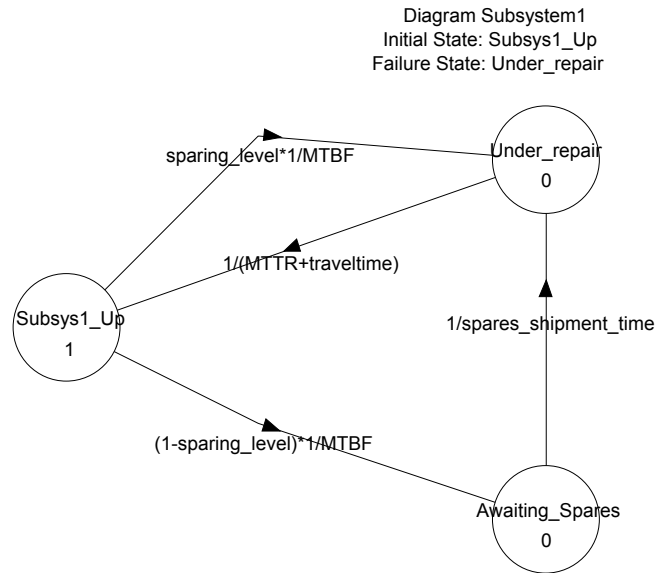 Diagram Subsystem1
Initial State: Subsys1_Up
Failure State: Under_repair
sparing_level*1/MTBF
Under_repair
0
1/(MTTR+traveltime)
Subsys1_Up
1
1/spares_shipment_time
(1-sparing_level)*1/MTBF
Awaiting_Spares
0